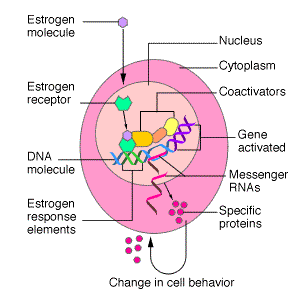 Estrogen
molecule
Nucleus
Cytoplasm
Estrogen
receptor
Coactivators
Gene
activated
DNA
molecule
Messenger
RNAs
Estrogen
response
elements
Specific
proteins
Change in cell behavior